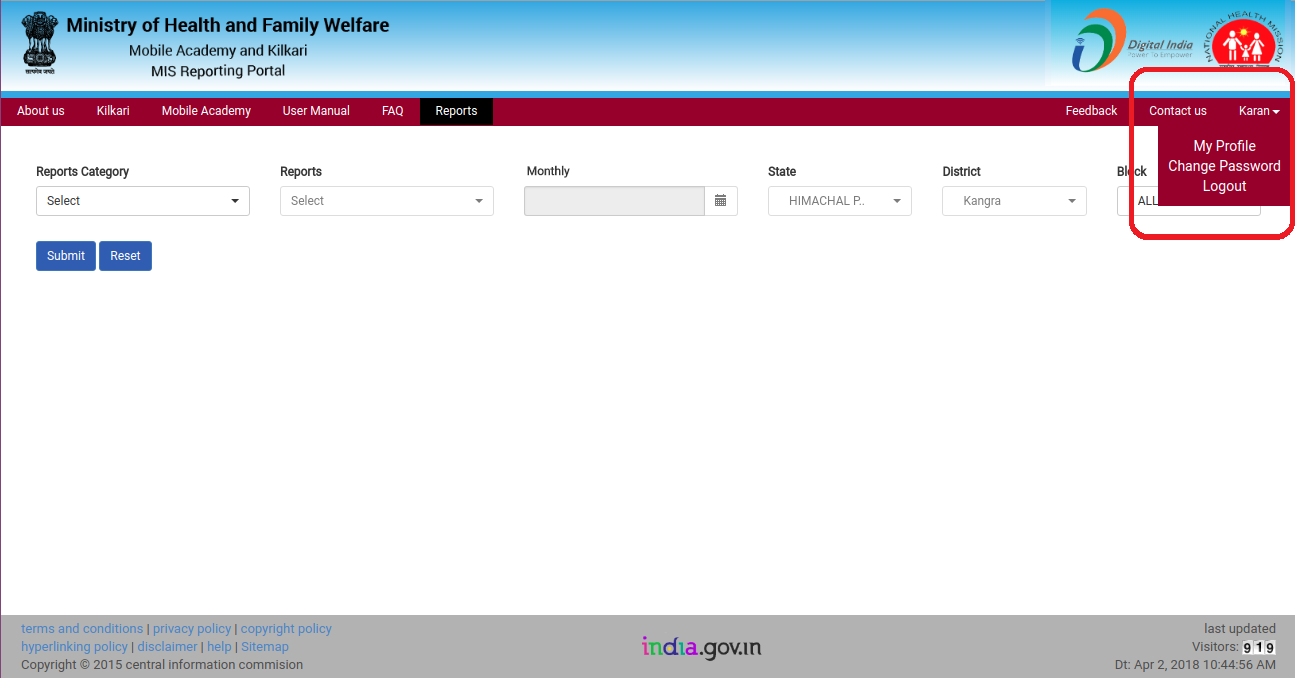 Ministry of Health and Family Welfare
Mobile Academy and Kilkari
MIS Reporting Portal
सत्यमेव जयते
Digital India
Power To Empower
NATIONAL HEALTH MISSION
About us Kilkari Mobile Academy User Manual FAQ Reports Feedback Contact us Karan
My Profile
Change Password
Logout
Reports Category Reports Monthly State District Block
Select Select HIMACHAL P.. Kangra ALL
Submit Reset
terms and conditions | privacy policy | copyright policy
hyperlinking policy | disclaimer | help | Sitemap
Copyright © 2015 central information commision
india.gov.in
last updated
Visitors: 919
Dt: Apr 2, 2018 10:44:56 AM